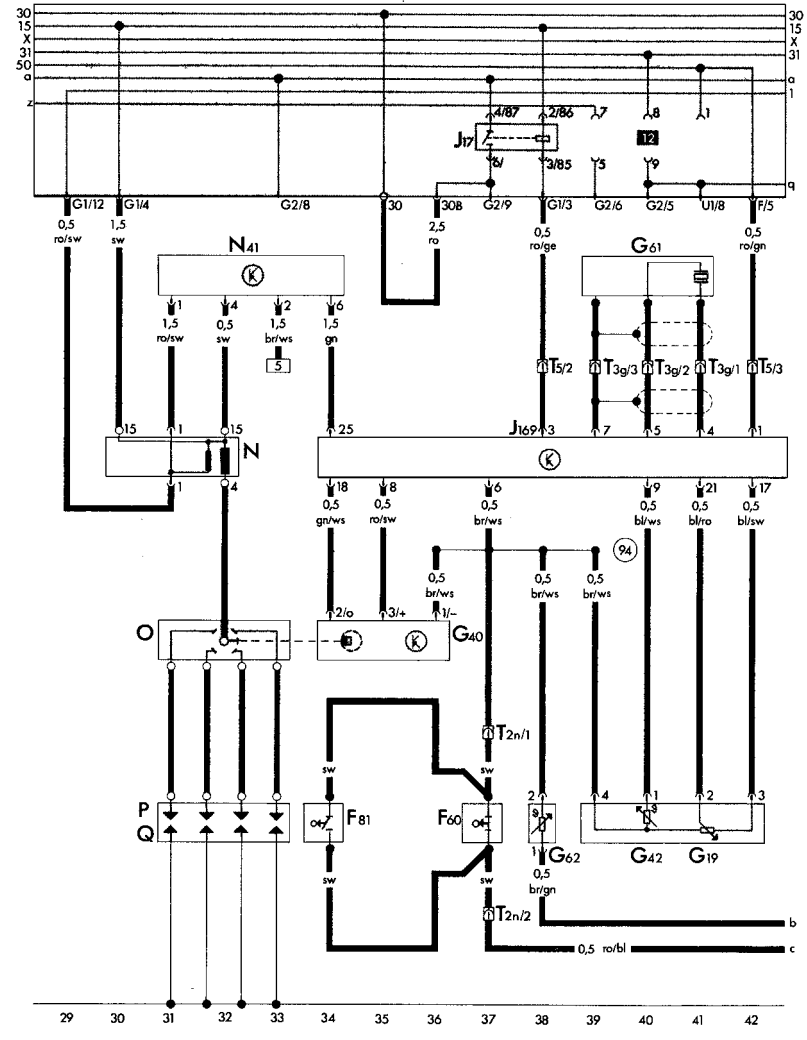 30 30
15 15
X X
31 31
50
a a
1
z
4/87 2/86 7 8 1
J17 12
6/ 3/85 5 9
q
G1/12 G1/4 G2/8 30 30B G2/9 G1/3 G2/6 G2/5 U1/8 F/5
0,5 ro/sw 1,5 sw 2,5 ro 0,5 ro/ge 0,5 ro/gn
N41 G61
K
1 4 2 6
1,5 ro/sw 0,5 sw 1,5 br/ws 1,5 gn
5
T5/2 T3g/3 T3g/2 T3g/1 T5/3
15 1 15 25 J169 3 7 5 4 1
N K
1 4 18 8 6 9 21 17
0,5 gn/ws 0,5 ro/sw 0,5 br/ws 0,5 bl/ws 0,5 bl/ro 0,5 bl/sw
94
0,5 br/ws 0,5 br/ws 0,5 br/ws
2/o 3/+ 1/-
O K G40
T2n/1
sw sw
2 4 1 2 3
P F81 F60 ϑ ϑ
Q
1 G62 G42 G19
sw sw 0,5 br/gn
T2n/2
b
0,5 ro/bl c
29 30 31 32 33 34 35 36 37 38 39 40 41 42